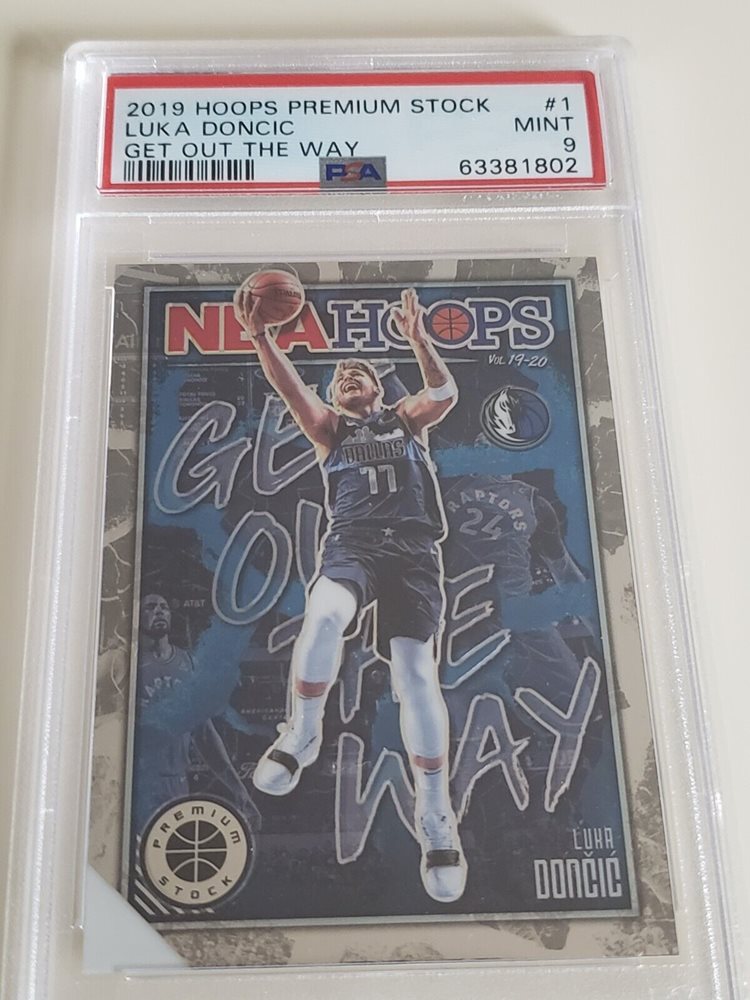 2019 HOOPS PREMIUM STOCK #1
LUKA DONCIC MINT
GET OUT THE WAY 9
PSA 63381802
NBA HOOPS
VOL. 19-20
GET
OUT
THE
WAY
DALLAS
77
RAPTORS
24
AT&T
PREMIUM
STOCK
LUKA
DONČIĆ